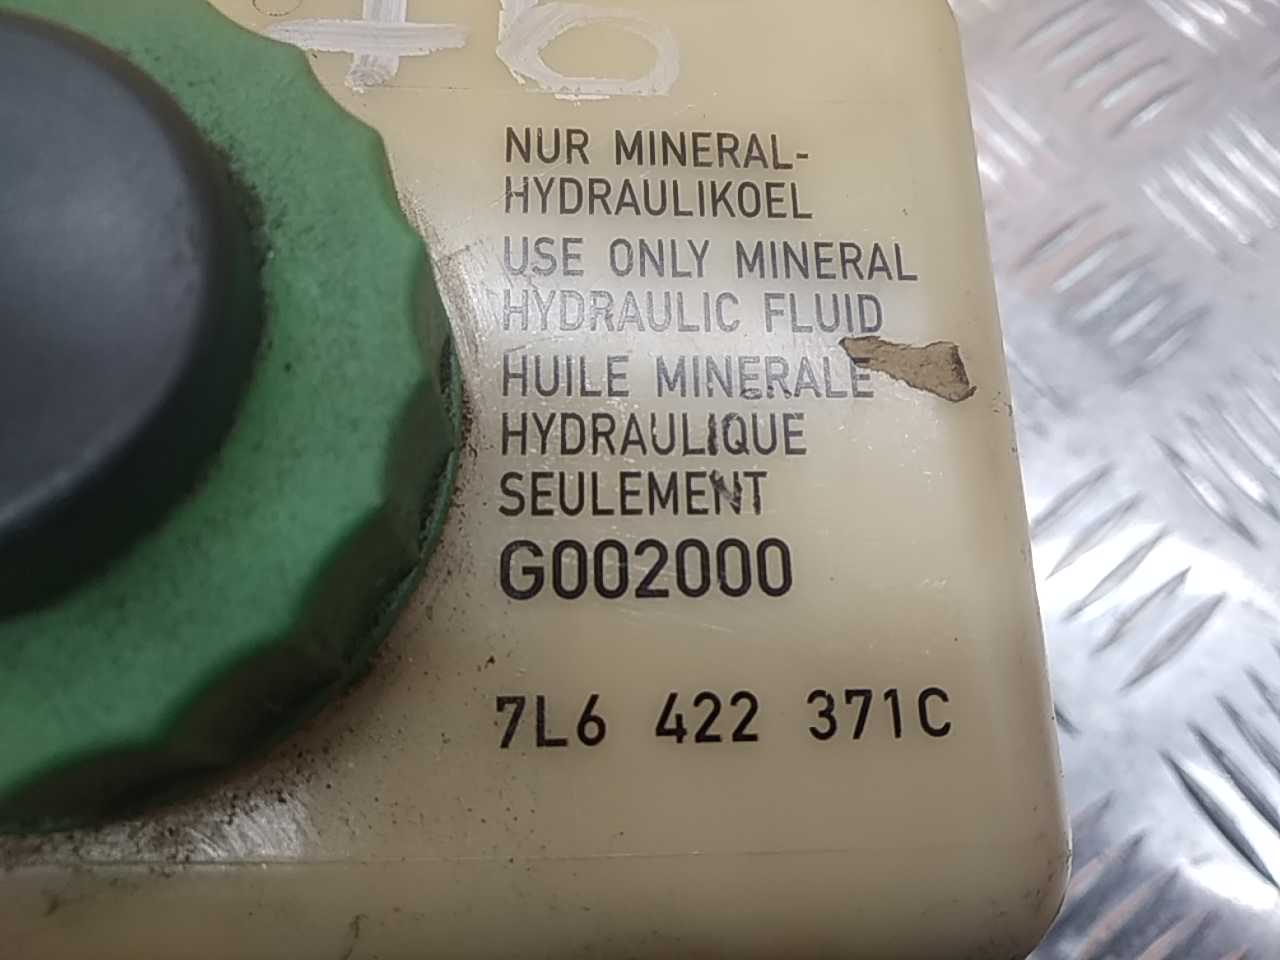 NUR MINERAL-
HYDRAULIKOEL
USE ONLY MINERAL
HYDRAULIC FLUID
HUILE MINERALE
HYDRAULIQUE
SEULEMENT
G002000
7L6 422 371C